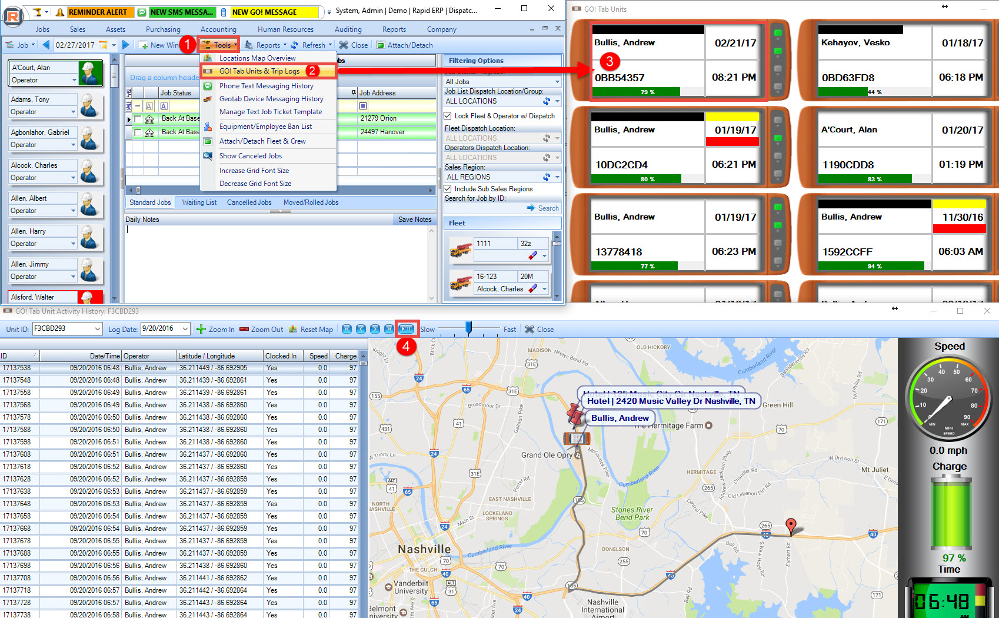 REMINDER ALERT NEW SMS MESSA... NEW GO! MESSAGE System, Admin | Demo | Rapid ERP | Dispatc...
Jobs Sales Assets Purchasing Accounting Human Resources Auditing Reports Company
Job 02/27/2017 New Win 1 Tools Reports Refresh Close Attach/Detach
A'Court, Alan
Operator
Adams, Tony
Operator
Agbonlahor, Gabriel
Operator
Alcock, Charles
Operator
Allen, Albert
Operator
Allen, Harry
Operator
Allen, Jimmy
Operator
Alsford, Walter
Locations Map Overview
GO! Tab Units & Trip Logs 2
Phone Text Messaging History
Geotab Device Messaging History
Manage Text Job Ticket Template
Equipment/Employee Ban List
Attach/Detach Fleet & Crew
Show Canceled Jobs
Increase Grid Font Size
Decrease Grid Font Size
Drag a column heade
Job Status Job Address
Back At Base 21279 Orion
Back At Base 24497 Hanover
Standard Jobs Waiting List Cancelled Jobs Moved/Rolled Jobs
Daily Notes Save Notes
Filtering Options
All Jobs
Job List Dispatch Location/Group:
ALL LOCATIONS
Lock Fleet & Operator w/ Dispatch
Fleet Dispatch Location:
ALL LOCATIONS
Operators Dispatch Location:
ALL LOCATIONS
Sales Region:
ALL REGIONS
Include Sub Sales Regions
Search for Job by ID:
Search
Fleet
1111 32z
16-123 20M
Alcock, Charles
GO! Tab Units
Bullis, Andrew 02/21/17
3
0BB54357 08:21 PM
79 %
Kehayov, Vesko 01/18/17
0BD63FD8 06:18 PM
44 %
Bullis, Andrew 01/19/17
10DC2CD4 06:21 PM
80 %
A'Court, Alan 01/20/17
1190CDD8 01:19 PM
83 %
Bullis, Andrew 01/19/17
13778418 06:23 PM
77 %
Bullis, Andrew 11/30/16
1592CCFF 06:03 AM
94 %
GO! Tab Unit Activity History: F3CBD293
Unit ID: F3CBD293 Log Date: 9/20/2016 Zoom In Zoom Out Reset Map Slow Fast Close
4
ID Date/Time Operator Latitude / Longitude Clocked In Speed Charge
17137538 09/20/2016 06:48 Bullis, Andrew 36.211449 / -86.692905 Yes 0.0 97
17137548 09/20/2016 06:48 Bullis, Andrew 36.211439 / -86.692861 Yes 0.0 97
17137558 09/20/2016 06:49 Bullis, Andrew 36.211439 / -86.692861 Yes 0.0 97
17137568 09/20/2016 06:49 Bullis, Andrew 36.211438 / -86.692860 Yes 0.0 97
17137578 09/20/2016 06:50 Bullis, Andrew 36.211438 / -86.692860 Yes 0.0 97
17137588 09/20/2016 06:50 Bullis, Andrew 36.211438 / -86.692860 Yes 0.0 97
17137598 09/20/2016 06:51 Bullis, Andrew 36.211438 / -86.692860 Yes 0.0 97
17137608 09/20/2016 06:51 Bullis, Andrew 36.211437 / -86.692860 Yes 0.0 97
17137618 09/20/2016 06:52 Bullis, Andrew 36.211437 / -86.692860 Yes 0.0 97
17137628 09/20/2016 06:52 Bullis, Andrew 36.211437 / -86.692859 Yes 0.0 97
17137638 09/20/2016 06:53 Bullis, Andrew 36.211437 / -86.692859 Yes 0.0 97
17137648 09/20/2016 06:53 Bullis, Andrew 36.211437 / -86.692859 Yes 0.0 97
17137658 09/20/2016 06:54 Bullis, Andrew 36.211437 / -86.692859 Yes 0.0 97
17137668 09/20/2016 06:54 Bullis, Andrew 36.211437 / -86.692859 Yes 0.0 97
17137678 09/20/2016 06:55 Bullis, Andrew 36.211437 / -86.692859 Yes 0.0 97
17137688 09/20/2016 06:55 Bullis, Andrew 36.211437 / -86.692859 Yes 0.0 97
17137698 09/20/2016 06:56 Bullis, Andrew 36.211438 / -86.692860 Yes 0.0 97
17137708 09/20/2016 06:56 Bullis, Andrew 36.211441 / -86.692862 Yes 0.0 97
17137718 09/20/2016 06:57 Bullis, Andrew 36.211442 / -86.692864 Yes 0.0 97
17137728 09/20/2016 06:57 Bullis, Andrew 36.211443 / -86.692864 Yes 0.0 97
17137738 09/20/2016 06:58 Bullis, Andrew 36.211443 / -86.692864 Yes 0.0 97
MADISON
Neelys Bend Rd
OLD HICKORY
Cumberland River
Hotel | 2420 Music Valley Dr Nashville, TN
Bullis, Andrew
Green Hill
The Hermitage Farm
Grand Ole Opry
HERMITAGE
Mt Juliet
EAST NASHVILLE
LOCKELAND SPRINGS
NORTH NASHVILLE
Stones River Bend Park
Nashville
Cumberland River
DONELSON
THE GULCH
Vanderbilt University
Belmont University
Nashville International Airport
Speed
10 20 30 40 50 60 70 80 90
MIN MPH SPEED MAX
0.0 mph
Charge
97 %
Time
06:48
AM